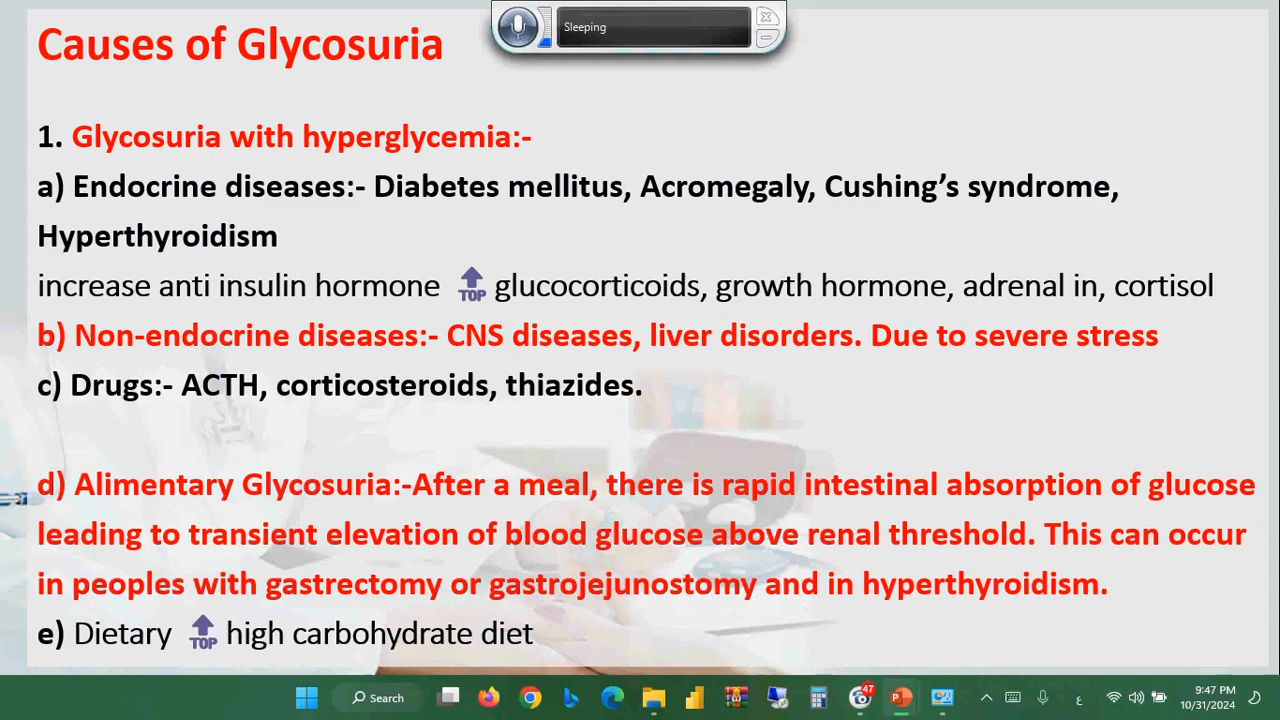 Sleeping
Causes of Glycosuria
1. Glycosuria with hyperglycemia:-
a) Endocrine diseases:- Diabetes mellitus, Acromegaly, Cushing’s syndrome,
Hyperthyroidism
increase anti insulin hormone TOP glucocorticoids, growth hormone, adrenal in, cortisol
b) Non-endocrine diseases:- CNS diseases, liver disorders. Due to severe stress
c) Drugs:- ACTH, corticosteroids, thiazides.
d) Alimentary Glycosuria:-After a meal, there is rapid intestinal absorption of glucose
leading to transient elevation of blood glucose above renal threshold. This can occur
in peoples with gastrectomy or gastrojejunostomy and in hyperthyroidism.
e) Dietary TOP high carbohydrate diet
Search
47
ع
9:47 PM
10/31/2024